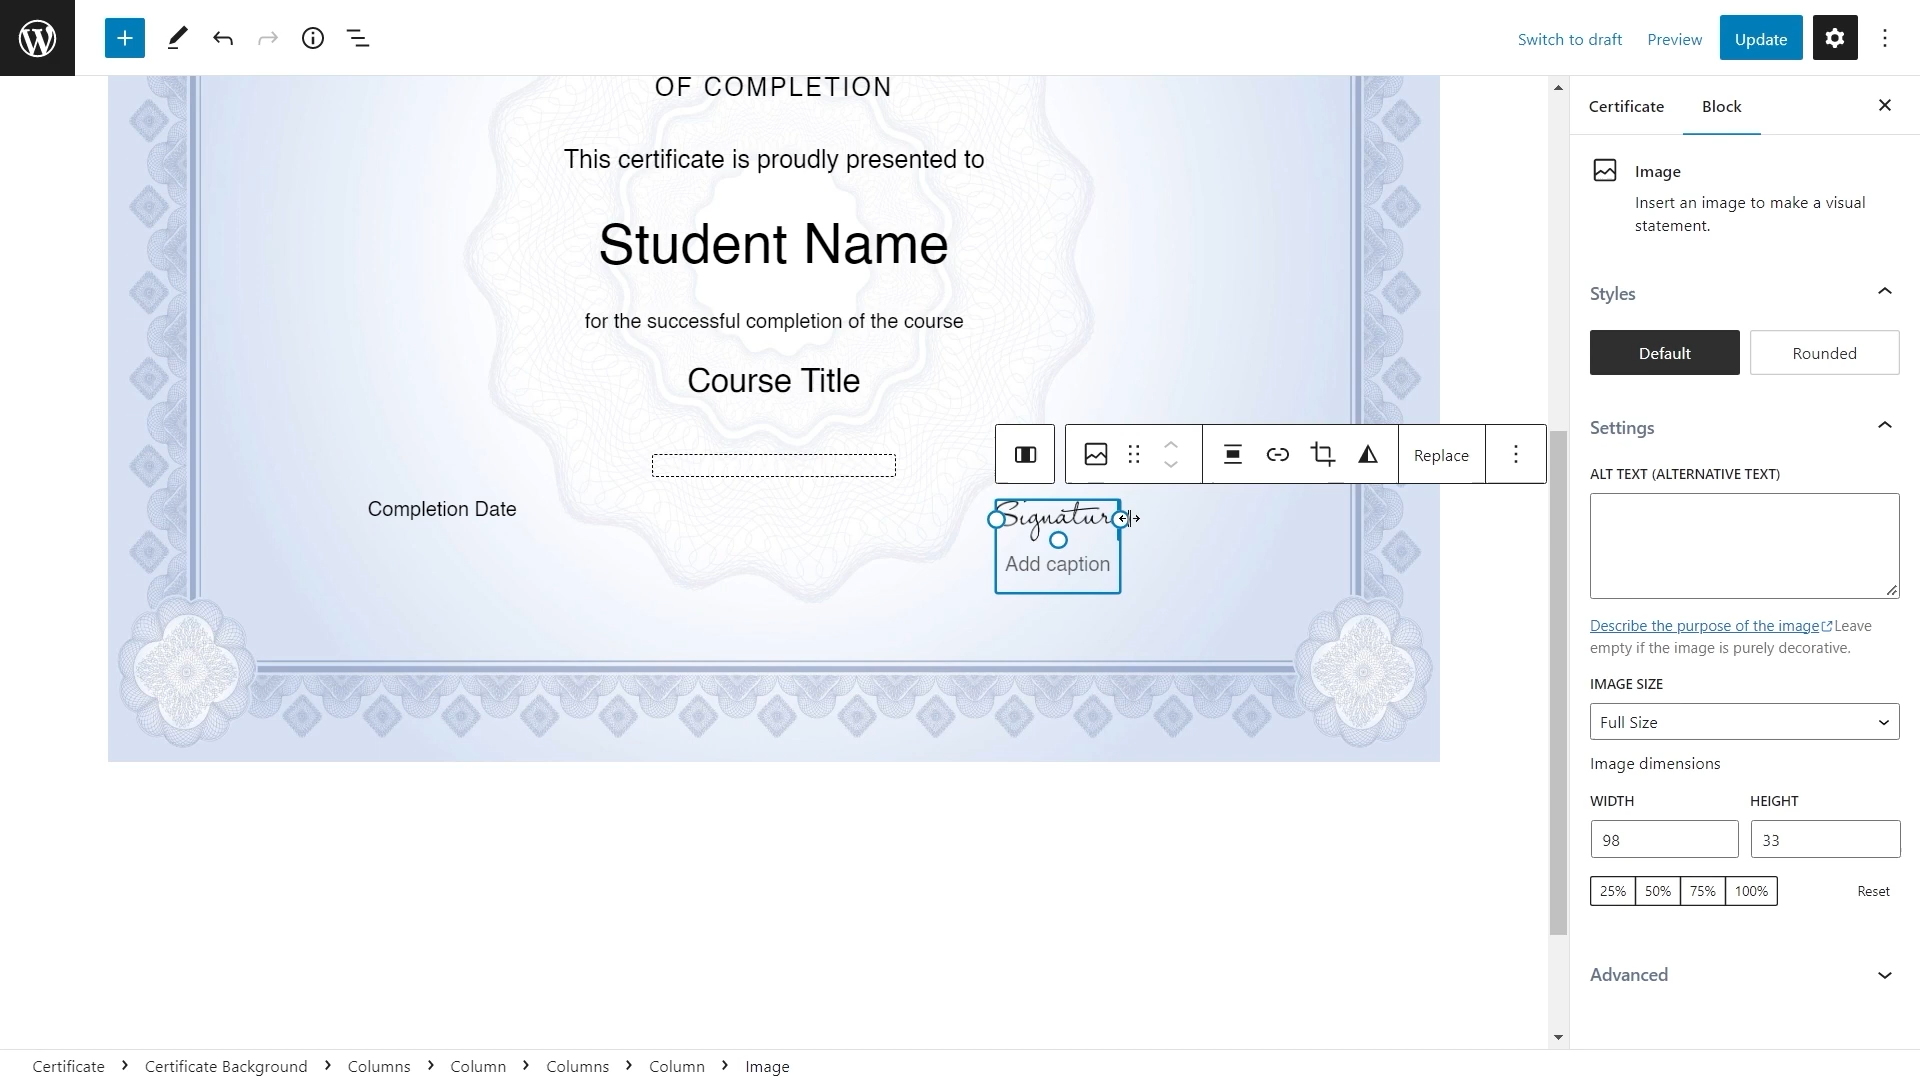 Switch to draft Preview Update
OF COMPLETION
This certificate is proudly presented to
Student Name
for the successful completion of the course
Course Title
Replace
Completion Date
Signatur
Add caption
Certificate Block
Image
Insert an image to make a visual
statement.
Styles
Default Rounded
Settings
ALT TEXT (ALTERNATIVE TEXT)
Describe the purpose of the image Leave
empty if the image is purely decorative.
IMAGE SIZE
Full Size
Image dimensions
WIDTH HEIGHT
98 33
25% 50% 75% 100% Reset
Advanced
Certificate Certificate Background Columns Column Columns Column Image